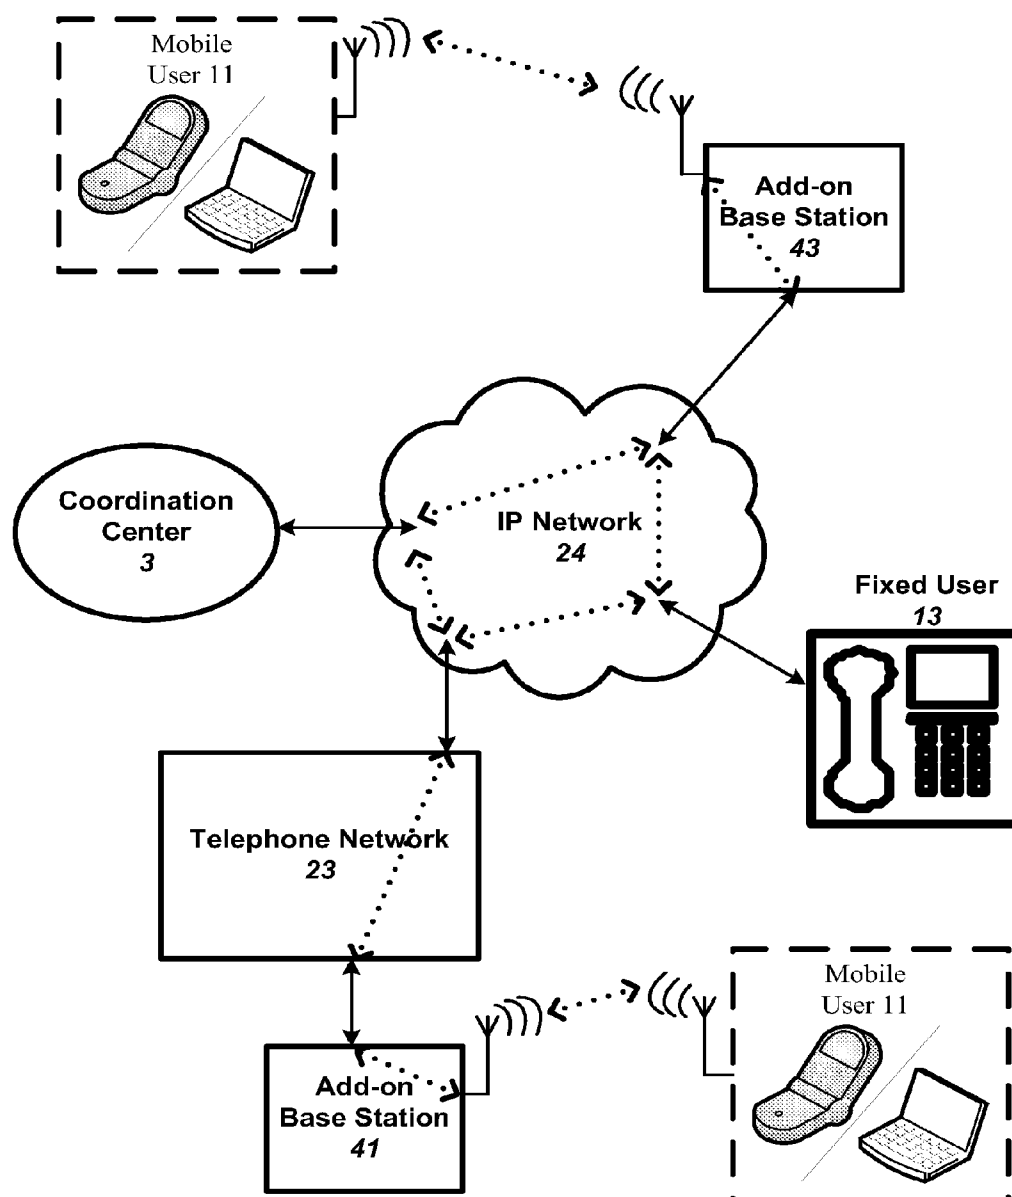 Mobile
User 11
Add-on
Base Station
43
Coordination
Center
3
IP Network
24
Fixed User
13
Telephone Network
23
Mobile
User 11
Add-on
Base Station
41